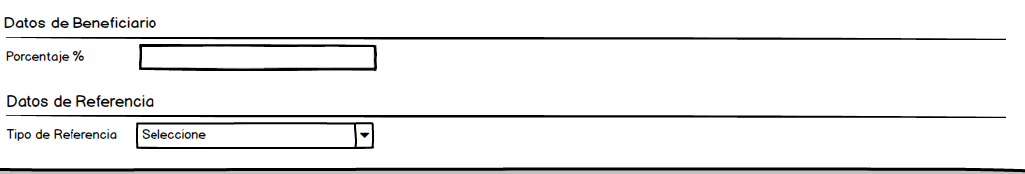 Datos de Beneficiario
Porcentaje %
Datos de Referencia
Tipo de Referencia Seleccione